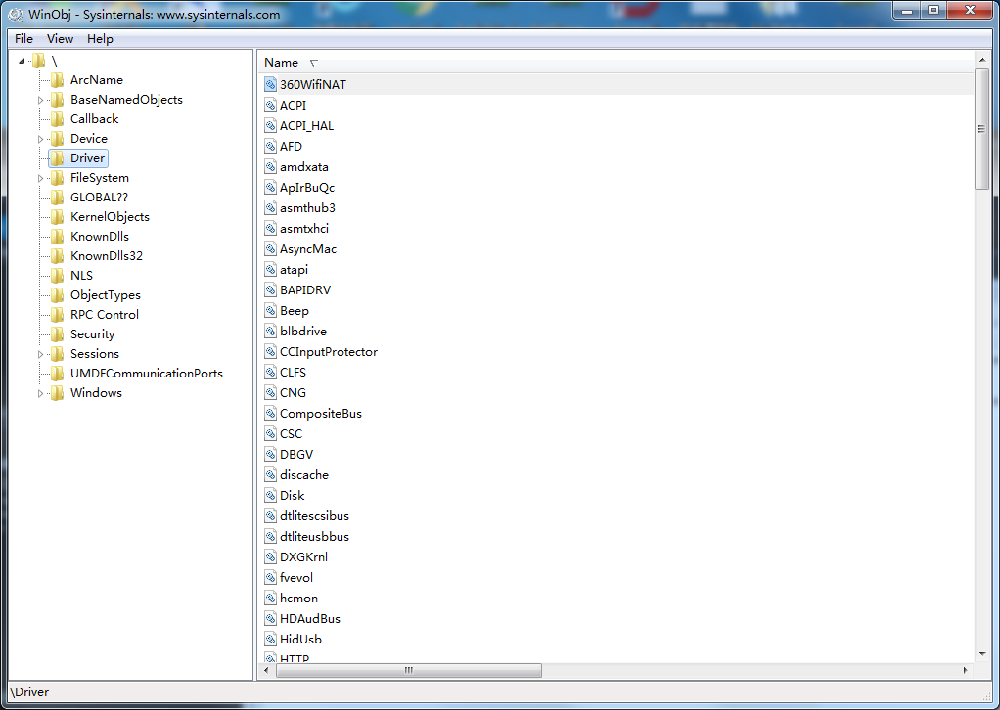 WinObj - Sysinternals: www.sysinternals.com
File View Help
\
ArcName
BaseNamedObjects
Callback
Device
Driver
FileSystem
GLOBAL??
KernelObjects
KnownDlls
KnownDlls32
NLS
ObjectTypes
RPC Control
Security
Sessions
UMDFCommunicationPorts
Windows
Name
360WifiNAT
ACPI
ACPI_HAL
AFD
amdxata
ApIrBuQc
asmthub3
asmtxhci
AsyncMac
atapi
BAPIDRV
Beep
blbdrive
CCInputProtector
CLFS
CNG
CompositeBus
CSC
DBGV
discache
Disk
dtlitescsibus
dtliteusbbus
DXGKrnl
fvevol
hcmon
HDAudBus
HidUsb
HTTP
\Driver